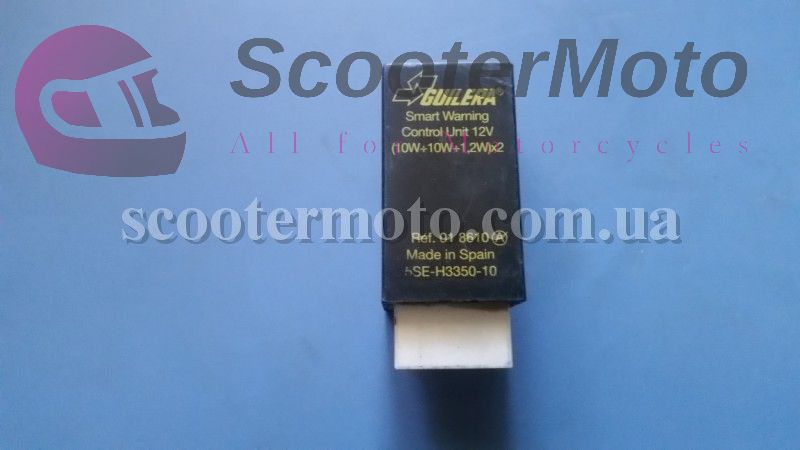 ScooterMoto
All for Motorcycles
GUILERA®
Smart Warning
Control Unit 12V
(10W+10W+1,2W)x2
scootermoto.com.ua
Ref. 01 8610 (A)
Made in Spain
5SE-H3350-10